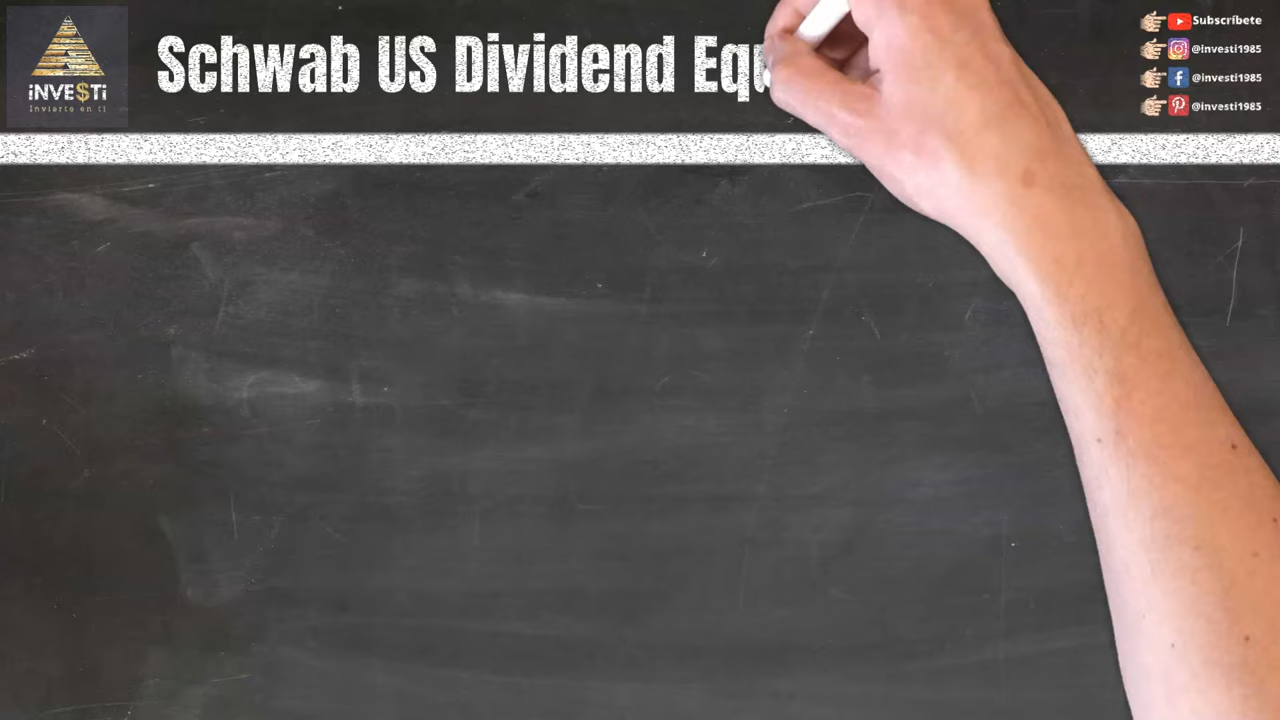 iNVE$Ti
Invierte en ti
Schwab US Dividend Equ
Subscríbete
@investi1985
@investi1985
@investi1985